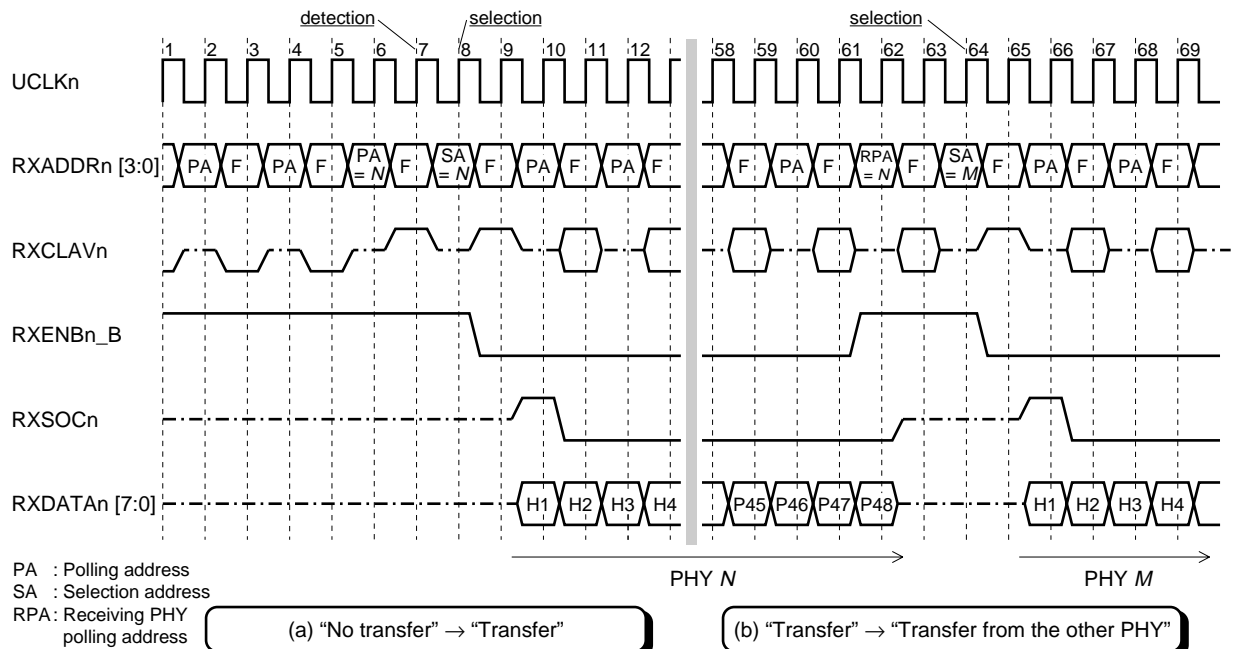 detection selection selection
1 2 3 4 5 6 7 8 9 10 11 12 58 59 60 61 62 63 64 65 66 67 68 69
UCLKn
RXADDRn [3:0] PA F PA F PA = N F SA = N F PA F PA F F PA F RPA = N F SA = M F PA F PA F
RXCLAVn
RXENBn_B
RXSOCn
RXDATAn [7:0] H1 H2 H3 H4 P45 P46 P47 P48 H1 H2 H3 H4
PHY N PHY M
PA : Polling address
SA : Selection address
RPA : Receiving PHY
polling address
(a) “No transfer” → “Transfer” (b) “Transfer” → “Transfer from the other PHY”